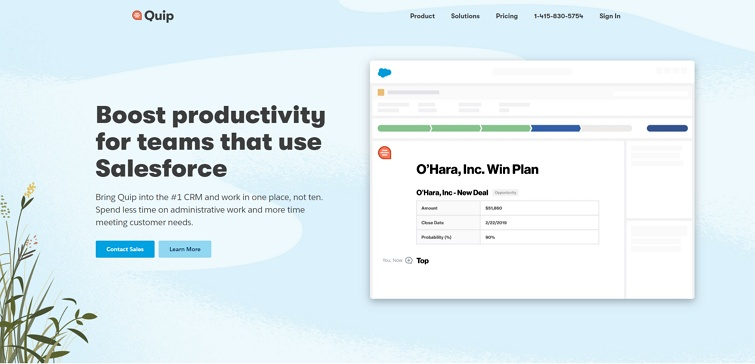 Quip
Product Solutions Pricing 1-415-830-5754 Sign In
Boost productivity
for teams that use
Salesforce
Bring Quip into the #1 CRM and work in one place, not ten.
Spend less time on administrative work and more time
meeting customer needs.
Contact Sales Learn More
O'Hara, Inc. Win Plan
O'Hara, Inc - New Deal Opportunity
Amount $51,860
Close Date 2/22/2019
Probability (%) 90%
You, Now Top